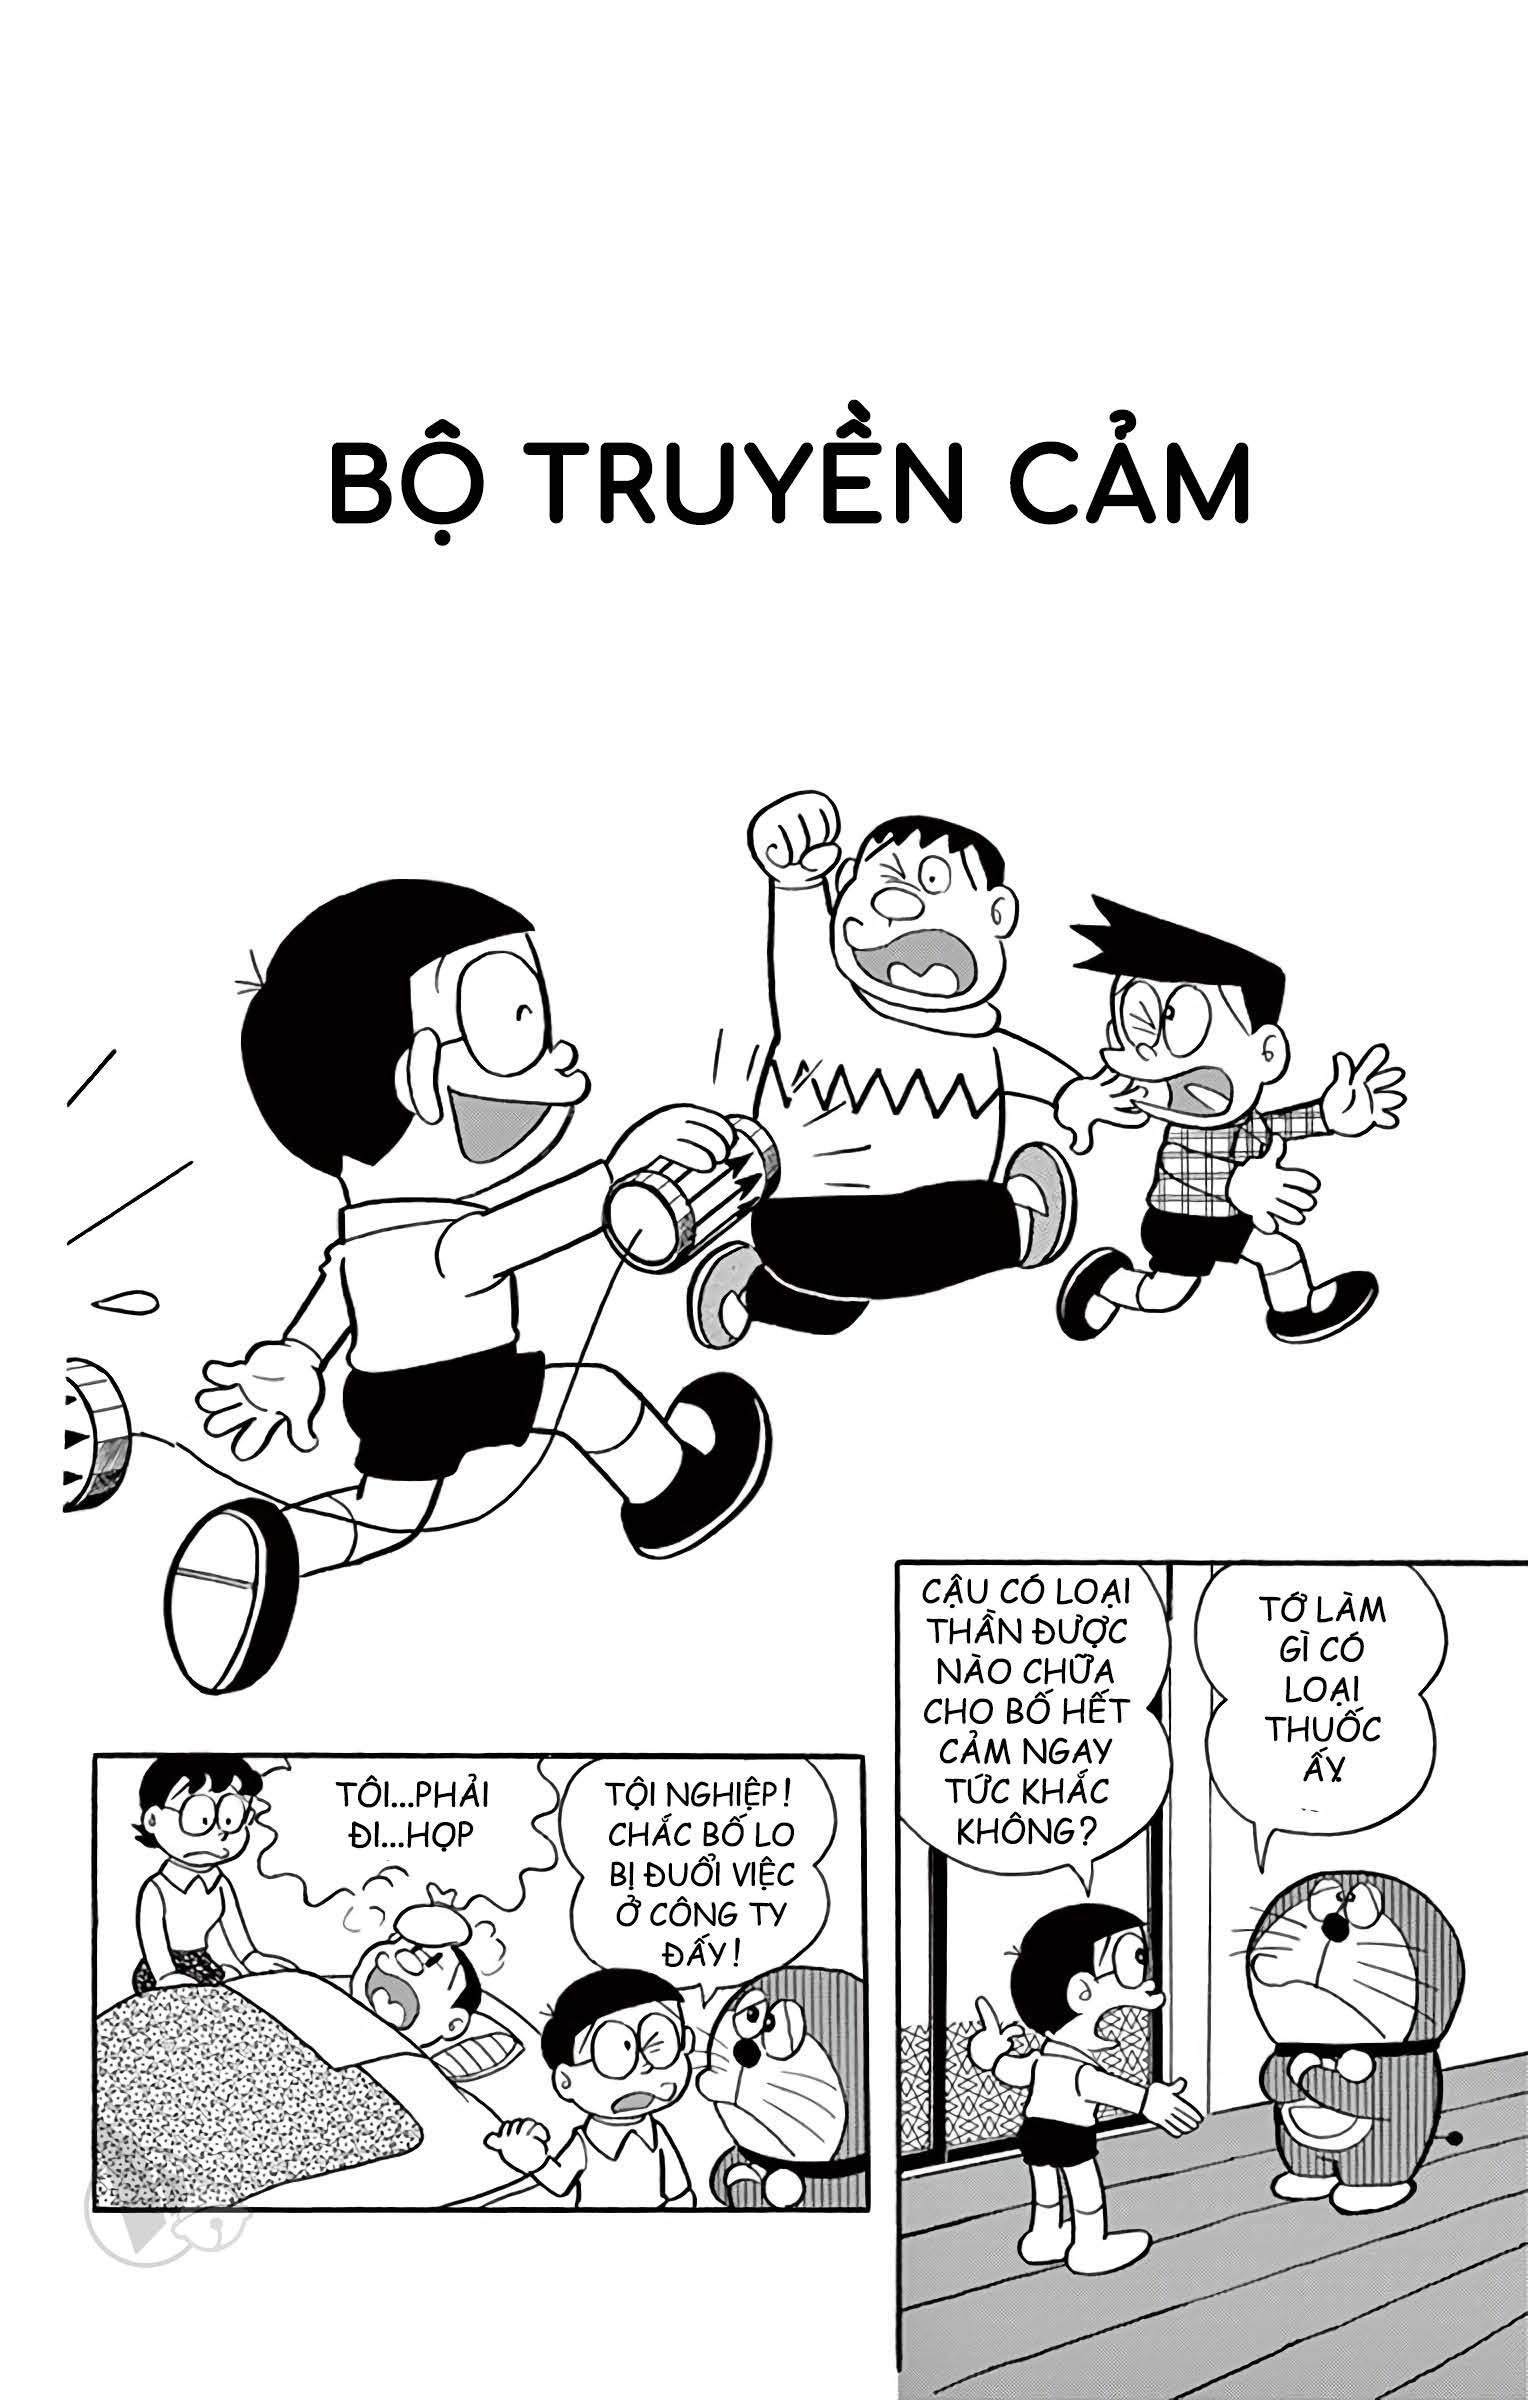 BỘ TRUYỀN CẢM
TÔI...PHẢI
ĐI...HỌP
TỘI NGHIỆP!
CHẮC BỐ LO
BỊ ĐUỔI VIỆC
Ở CÔNG TY
ĐẤY!
CẬU CÓ LOẠI
THẦN ĐƯỢC
NÀO CHỮA
CHO BỐ HẾT
CẢM NGAY
TỨC KHẮC
KHÔNG?
TỚ LÀM
GÌ CÓ
LOẠI
THUỐC
ẤY.